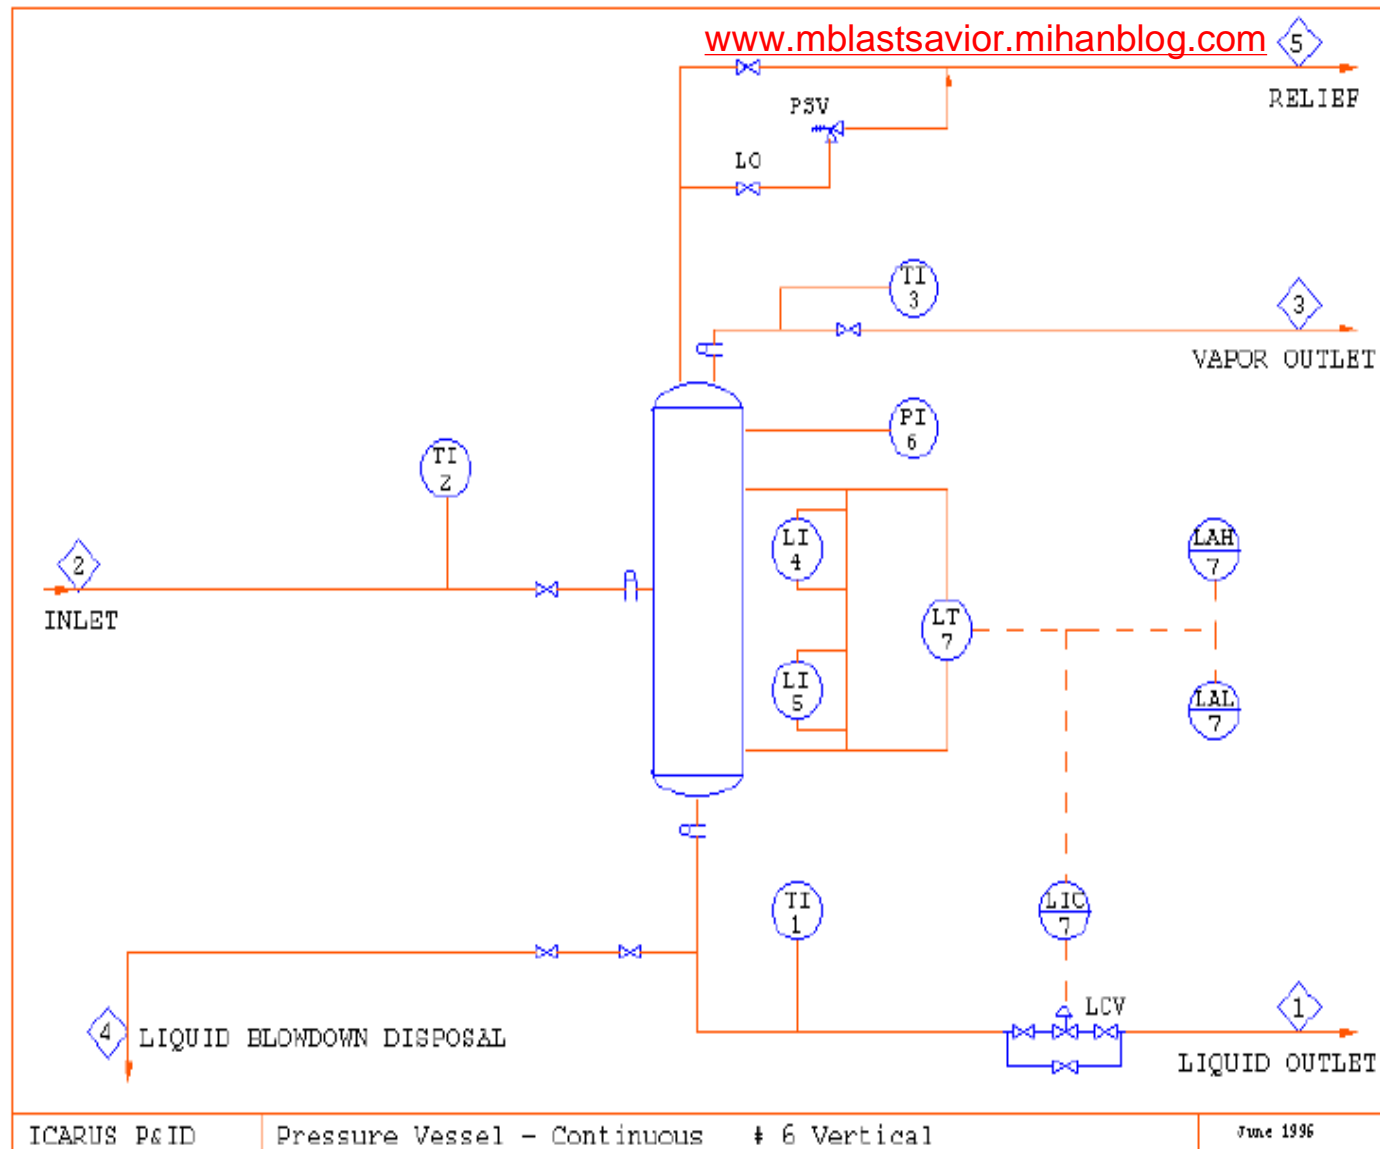 www.mblastsavior.mihanblog.com
5
RELIEF
PSV
LO
TI
3
3
VAPOR OUTLET
PI
6
TI
2
LI
4
LAH
7
2
INLET
LT
7
LI
5
LAL
7
TI
1
LIC
7
LCV
1
4
LIQUID BLOWDOWN DISPOSAL
LIQUID OUTLET
ICARUS P&ID
Pressure Vessel - Continuous # 6 Vertical
June 1996